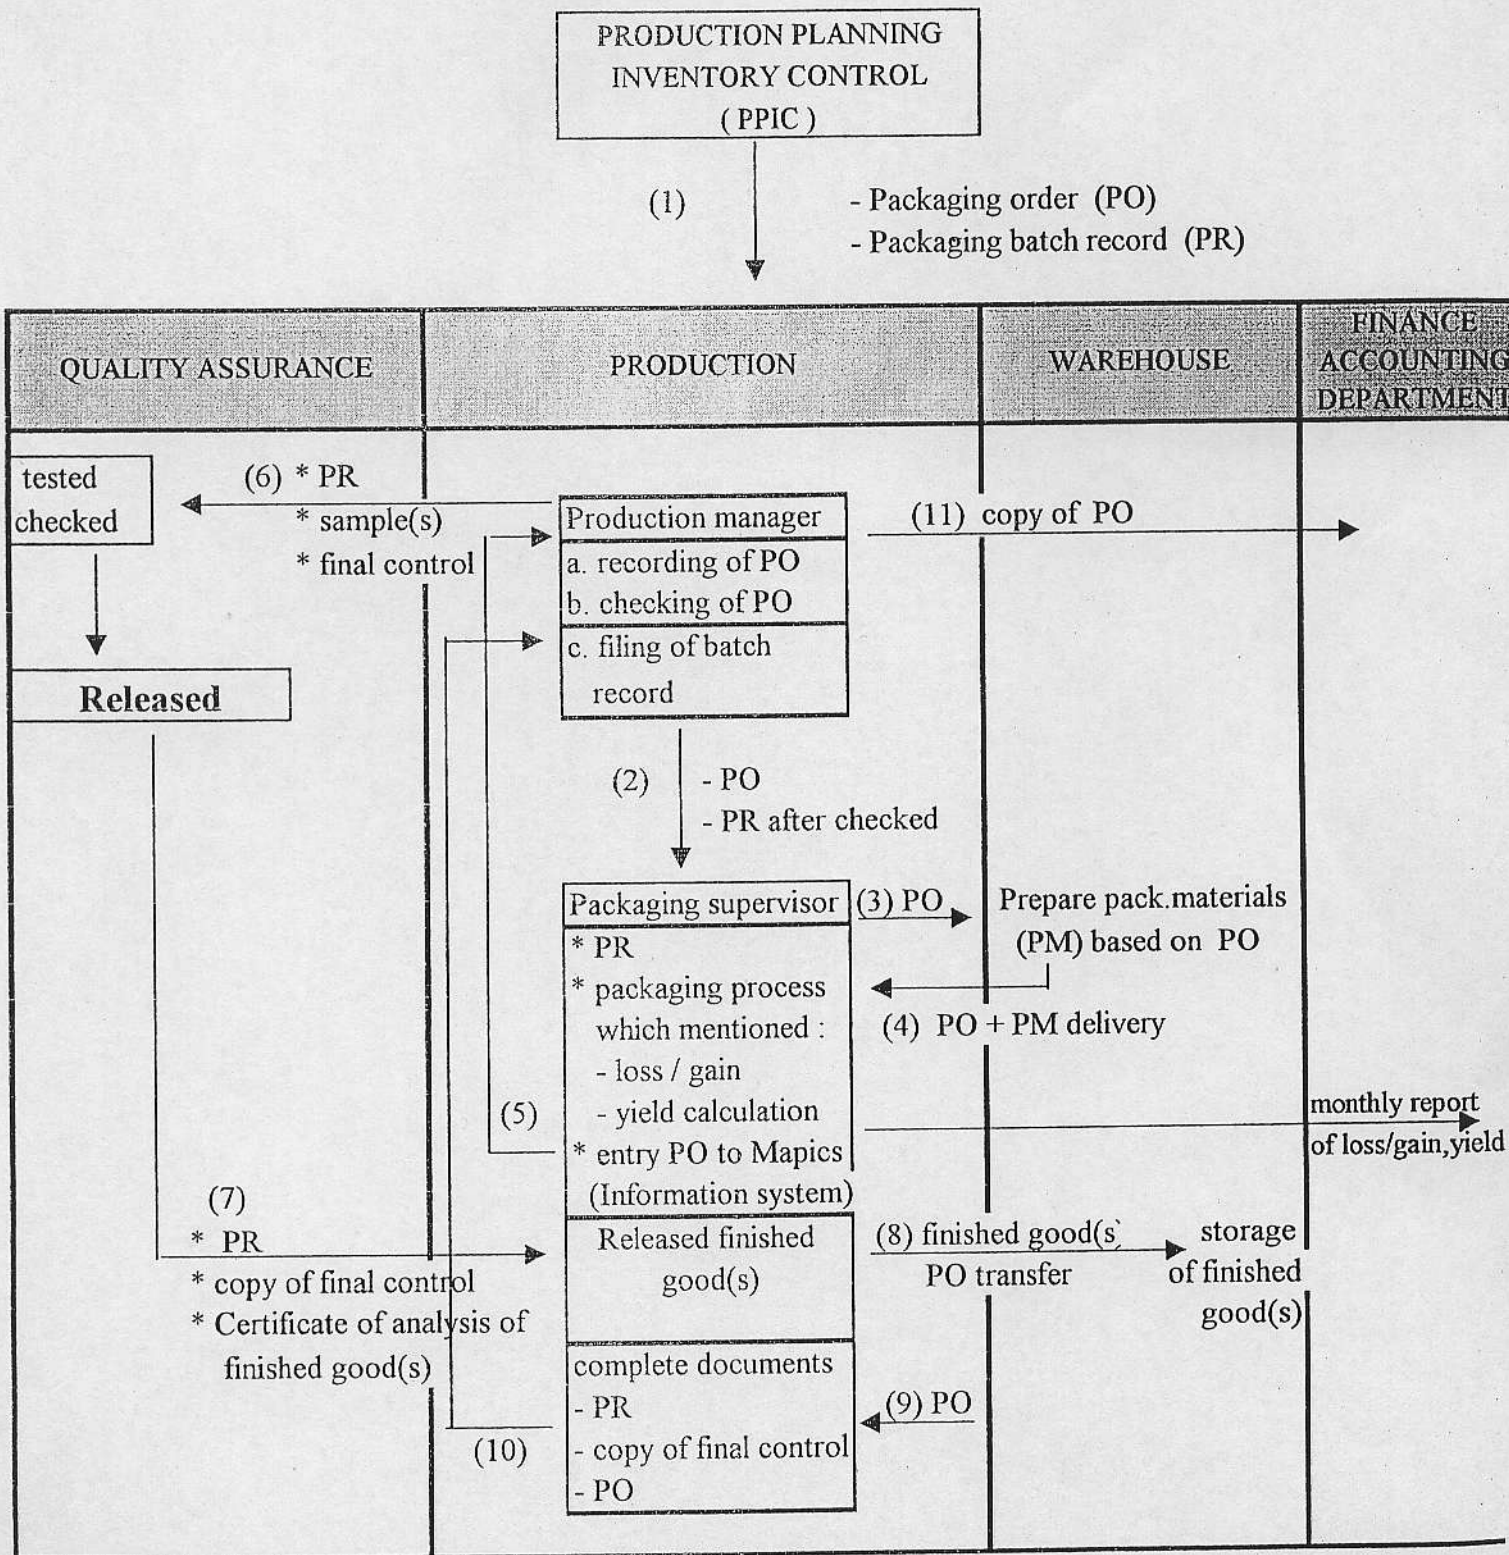 PRODUCTION PLANNING
INVENTORY CONTROL
( PPIC )
(1)
- Packaging order (PO)
- Packaging batch record (PR)
QUALITY ASSURANCE
PRODUCTION
WAREHOUSE
FINANCE
ACCOUNTING
DEPARTMENT
tested
checked
(6) * PR
* sample(s)
* final control
Released
Production manager
a. recording of PO
b. checking of PO
c. filing of batch
record
(11) copy of PO
(2)
- PO
- PR after checked
Packaging supervisor
* PR
* packaging process
which mentioned :
- loss / gain
- yield calculation
* entry PO to Mapics
(Information system)
(3) PO
Prepare pack.materials
(PM) based on PO
(4) PO + PM delivery
(5)
monthly report
of loss/gain,yield
(7)
* PR
* copy of final control
* Certificate of analysis of
finished good(s)
Released finished
good(s)
(8) finished good(s)
PO transfer
storage
of finished
good(s)
complete documents
- PR
- copy of final control
- PO
(9) PO
(10)